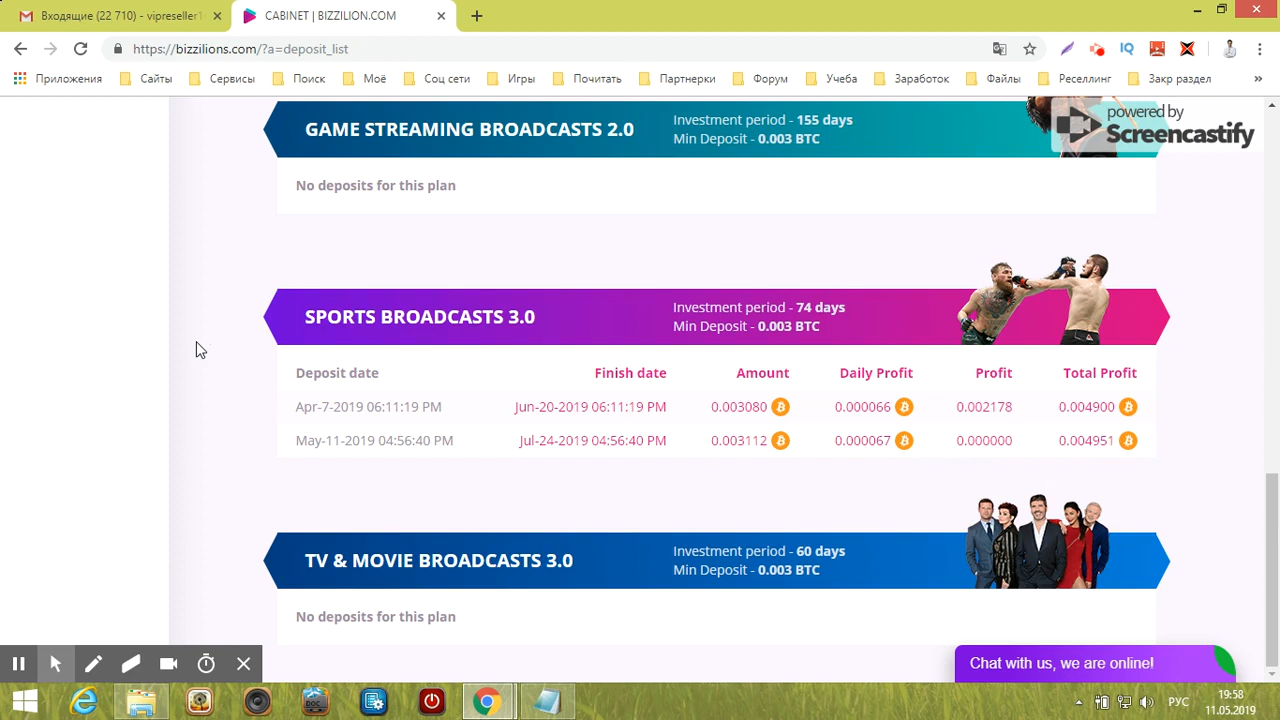 Входящие (22 710) - vipreseller1
CABINET | BIZZILION.COM
https://bizzilions.com/?a=deposit_list
Приложения Сайты Сервисы Поиск Моё Соц сети Игры Почитать Партнерки Форум Учеба Заработок Файлы Реселлинг Закр раздел »
powered by
Screencastify
GAME STREAMING BROADCASTS 2.0
Investment period - 155 days
Min Deposit - 0.003 BTC
No deposits for this plan
SPORTS BROADCASTS 3.0
Investment period - 74 days
Min Deposit - 0.003 BTC
Deposit date Finish date Amount Daily Profit Profit Total Profit
Apr-7-2019 06:11:19 PM Jun-20-2019 06:11:19 PM 0.003080 0.000066 0.002178 0.004900
May-11-2019 04:56:40 PM Jul-24-2019 04:56:40 PM 0.003112 0.000067 0.000000 0.004951
TV & MOVIE BROADCASTS 3.0
Investment period - 60 days
Min Deposit - 0.003 BTC
No deposits for this plan
Chat with us, we are online!
DOC
РУС
19:58
11.05.2019